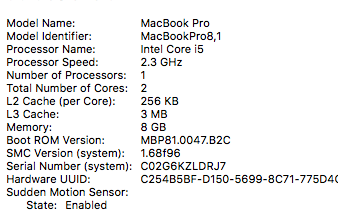 Model Name: MacBook Pro
Model Identifier: MacBookPro8,1
Processor Name: Intel Core i5
Processor Speed: 2.3 GHz
Number of Processors: 1
Total Number of Cores: 2
L2 Cache (per Core): 256 KB
L3 Cache: 3 MB
Memory: 8 GB
Boot ROM Version: MBP81.0047.B2C
SMC Version (system): 1.68f96
Serial Number (system): C02G6KZLDRJ7
Hardware UUID: C254B5BF-D150-5699-8C71-775D4
Sudden Motion Sensor:
State: Enabled